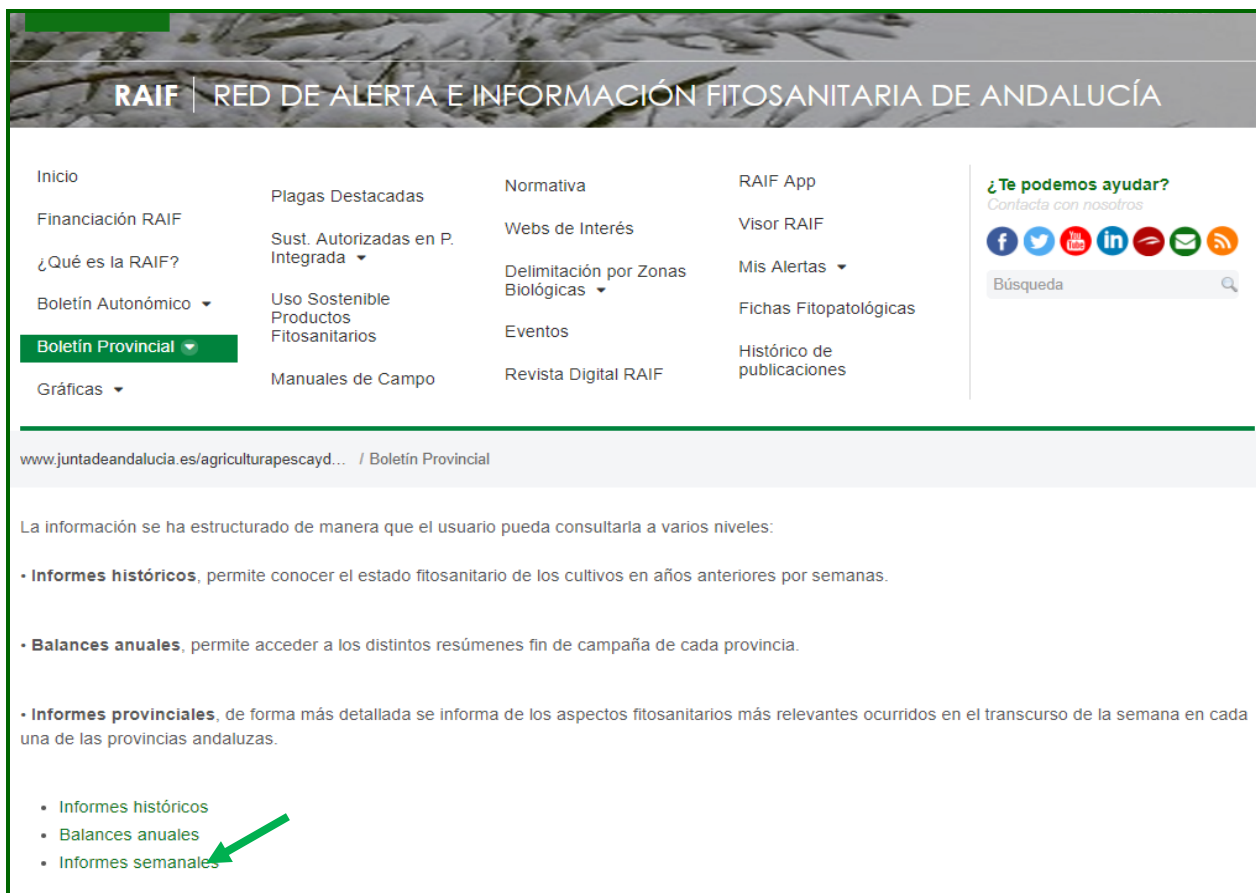 RAIF | RED DE ALERTA E INFORMACIÓN FITOSANITARIA DE ANDALUCÍA
Inicio
Financiación RAIF
¿Qué es la RAIF?
Boletín Autonómico
Boletín Provincial
Gráficas
Plagas Destacadas
Sust. Autorizadas en P.
Integrada
Uso Sostenible
Productos
Fitosanitarios
Manuales de Campo
Normativa
Webs de Interés
Delimitación por Zonas
Biológicas
Eventos
Revista Digital RAIF
RAIF App
Visor RAIF
Mis Alertas
Fichas Fitopatológicas
Histórico de
publicaciones
¿Te podemos ayudar?
Contacta con nosotros
You Tube
Búsqueda
www.juntadeandalucia.es/agriculturapescayd... / Boletín Provincial
La información se ha estructurado de manera que el usuario pueda consultarla a varios niveles:
• Informes históricos, permite conocer el estado fitosanitario de los cultivos en años anteriores por semanas.
• Balances anuales, permite acceder a los distintos resúmenes fin de campaña de cada provincia.
• Informes provinciales, de forma más detallada se informa de los aspectos fitosanitarios más relevantes ocurridos en el transcurso de la semana en cada
una de las provincias andaluzas.
• Informes históricos
• Balances anuales
• Informes semanales